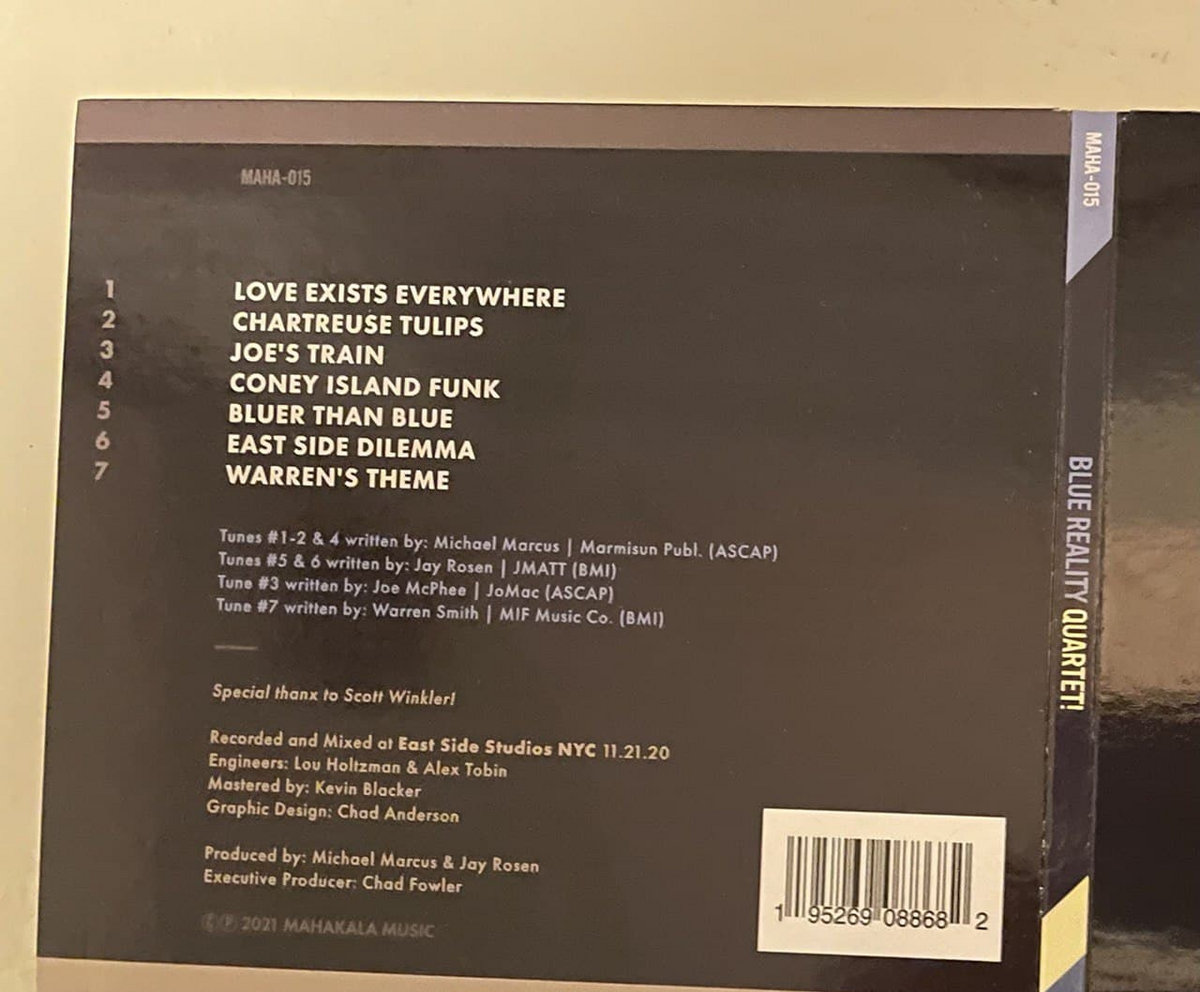 MAHA-015
1 LOVE EXISTS EVERYWHERE
2 CHARTREUSE TULIPS
3 JOE'S TRAIN
4 CONEY ISLAND FUNK
5 BLUER THAN BLUE
6 EAST SIDE DILEMMA
7 WARREN'S THEME
Tunes #1-2 & 4 written by: Michael Marcus | Marmisun Publ. (ASCAP)
Tunes #5 & 6 written by: Jay Rosen | JMATT (BMI)
Tune #3 written by: Joe McPhee | JoMac (ASCAP)
Tune #7 written by: Warren Smith | MIF Music Co. (BMI)
Special thanx to Scott Winkler!
Recorded and Mixed at East Side Studios NYC 11.21.20
Engineers: Lou Holtzman & Alex Tobin
Mastered by: Kevin Blacker
Graphic Design: Chad Anderson
Produced by: Michael Marcus & Jay Rosen
Executive Producer: Chad Fowler
©℗ 2021 MAHAKALA MUSIC
1 95269 08868 2
MAHA-015
BLUE REALITY QUARTET!